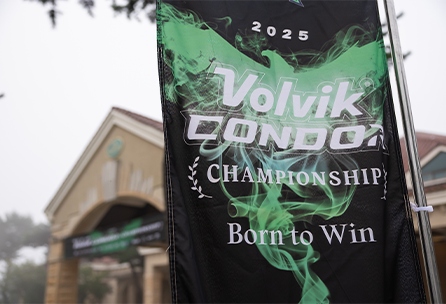 2025
Volvik
CONDOR
CHAMPIONSHIP
Born to Win